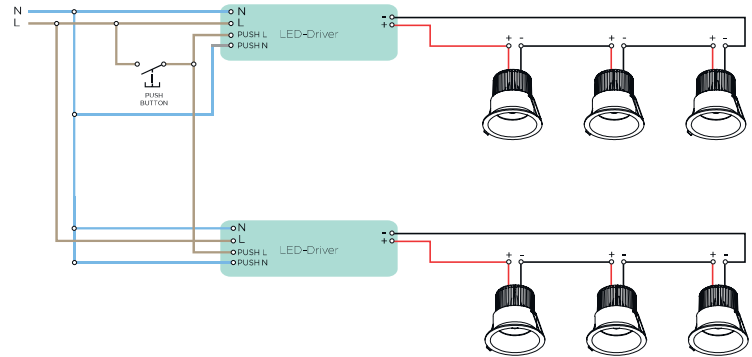 N
L
N
L
PUSH L
PUSH N
LED-Driver
-
+
+ -
+ -
+ -
PUSH
BUTTON
N
L
PUSH L
PUSH N
LED-Driver
-
+
+ -
+ -
+ -